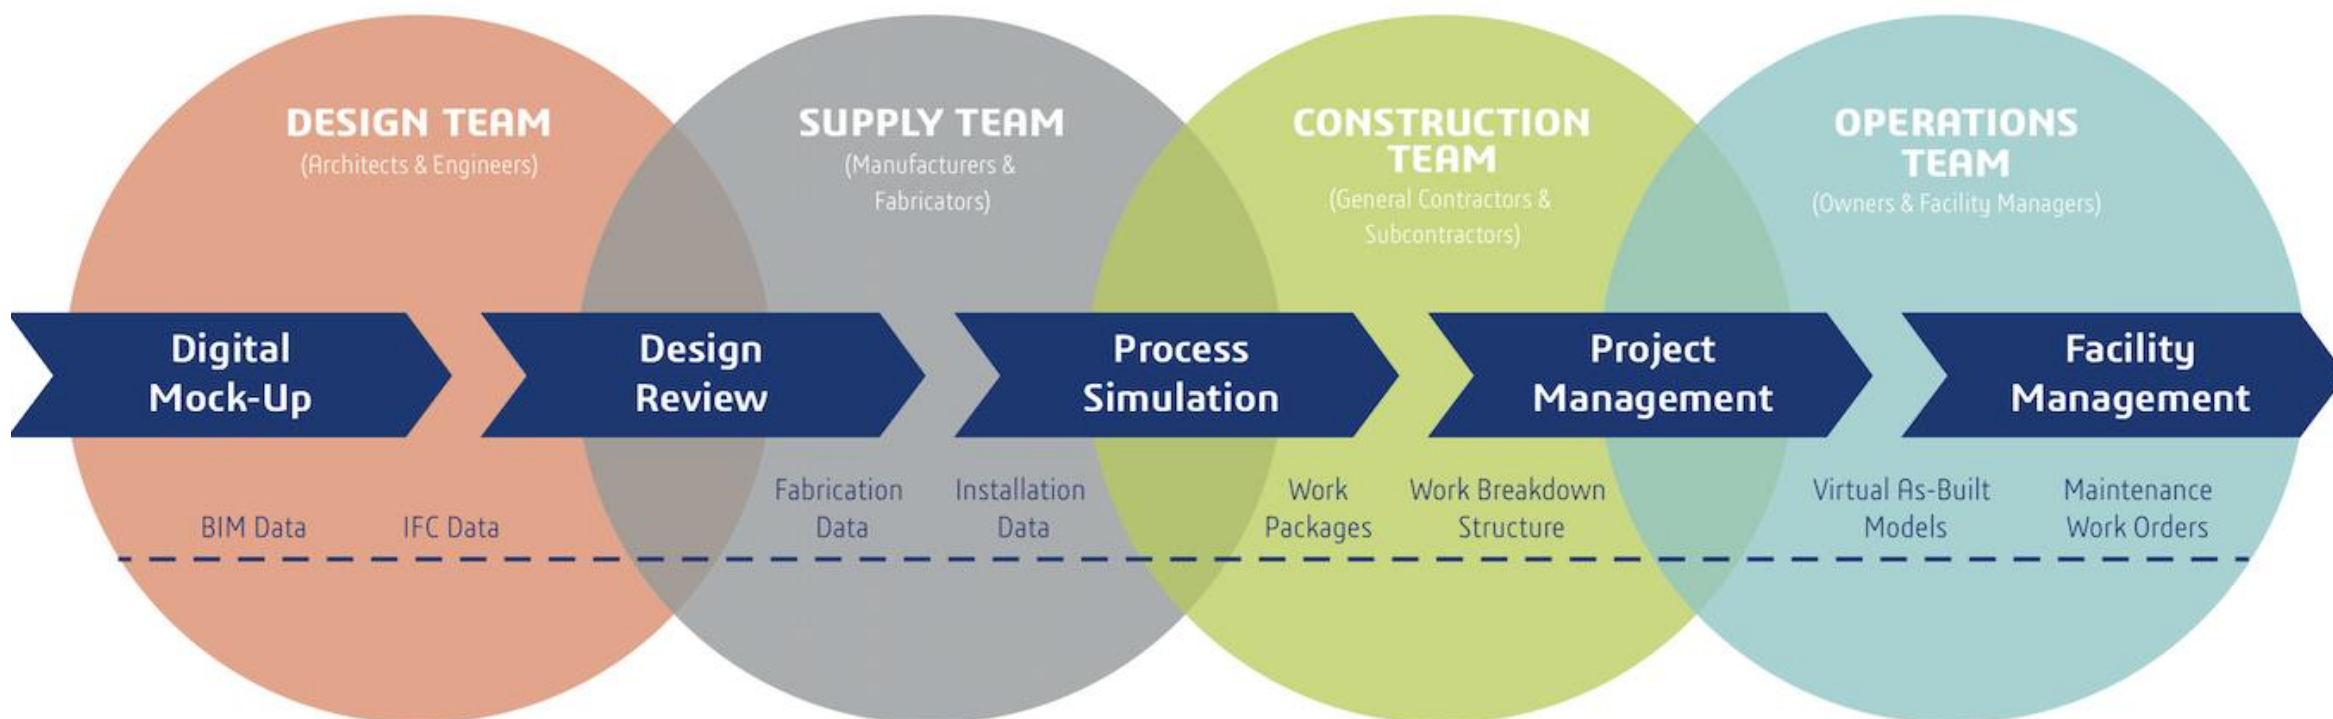 DESIGN TEAM
(Architects & Engineers)
SUPPLY TEAM
(Manufacturers &
Fabricators)
CONSTRUCTION
TEAM
(General Contractors &
Subcontractors)
OPERATIONS
TEAM
(Owners & Facility Managers)
Digital
Mock-Up
Design
Review
Process
Simulation
Project
Management
Facility
Management
BIM Data
IFC Data
Fabrication
Data
Installation
Data
Work
Packages
Work Breakdown
Structure
Virtual As-Built
Models
Maintenance
Work Orders